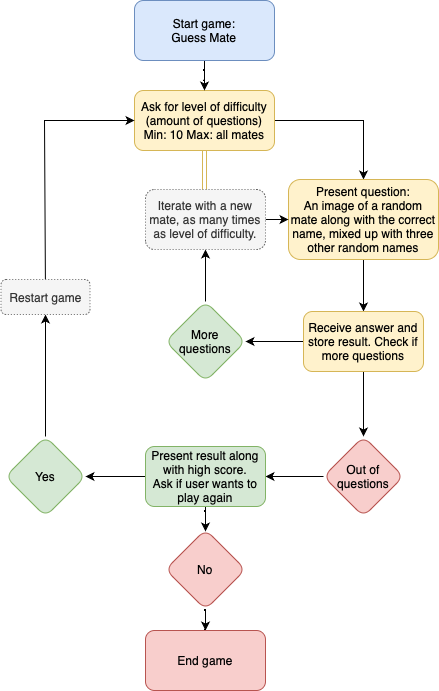 Start game:
Guess Mate
Ask for level of difficulty
(amount of questions)
Min: 10 Max: all mates
Iterate with a new
mate, as many times
as level of difficulty.
Present question:
An image of a random
mate along with the correct
name, mixed up with three
other random names
Restart game
More
questions
Receive answer and
store result. Check if
more questions
Yes
Present result along
with high score.
Ask if user wants to
play again
Out of
questions
No
End game